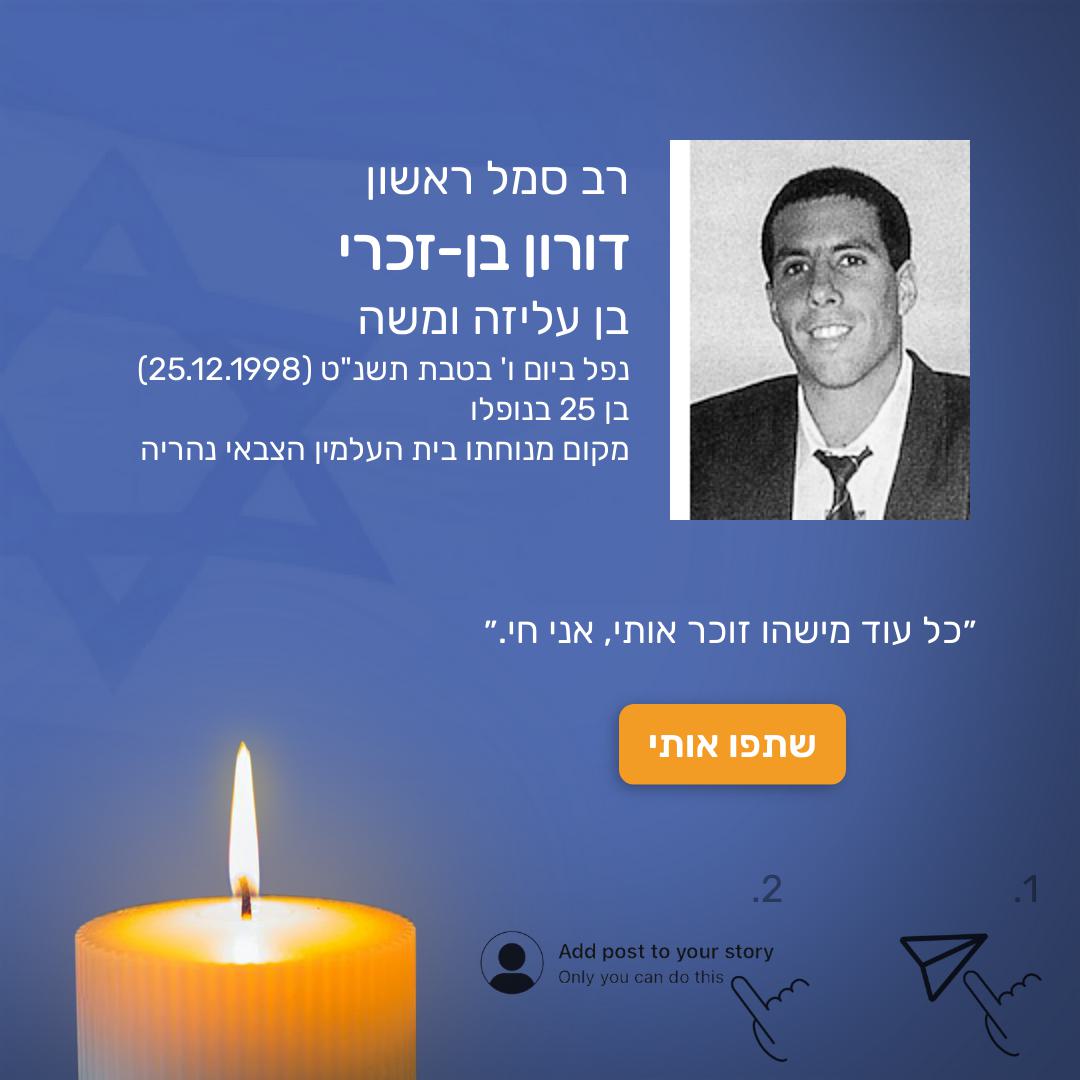 רב סמל ראשון
דורון בן-זכרי
בן עליזה ומשה
נפל ביום ו' בטבת תשנ"ט (25.12.1998)
בן 25 בנופלו
מקום מנוחתו בית העלמין הצבאי נהריה
״כל עוד מישהו זוכר אותי, אני חי.״
שתפו אותי
1.
2.
Add post to your story
Only you can do this